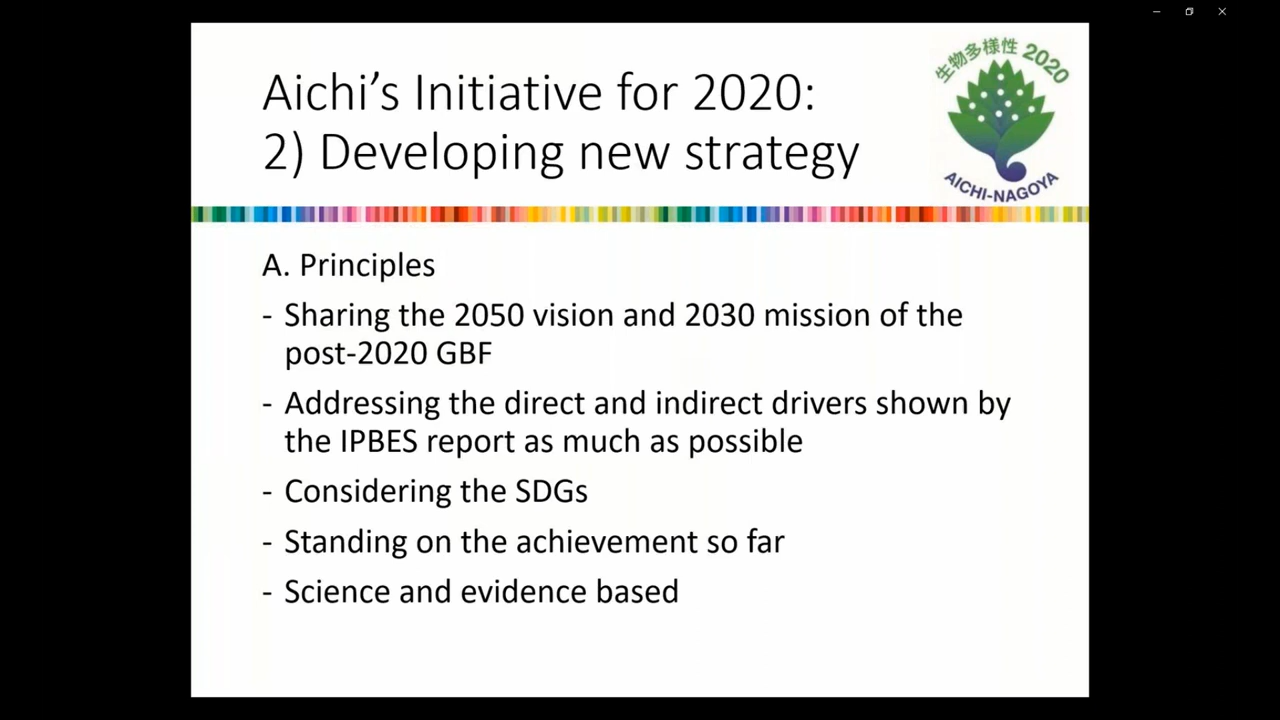 Aichi's Initiative for 2020:
2) Developing new strategy
生物多様性 2020
AICHI-NAGOYA
A. Principles
- Sharing the 2050 vision and 2030 mission of the
post-2020 GBF
- Addressing the direct and indirect drivers shown by
the IPBES report as much as possible
- Considering the SDGs
- Standing on the achievement so far
- Science and evidence based